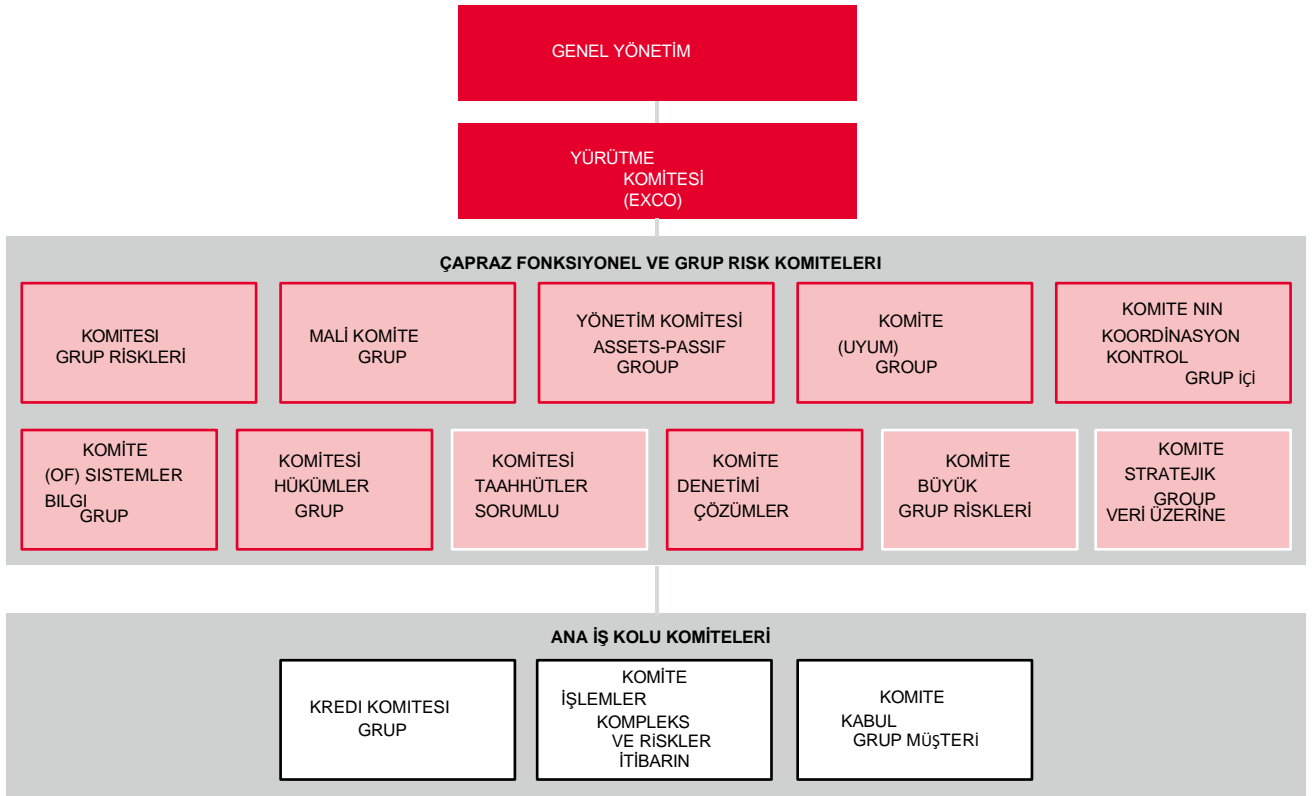 GENEL YÖNETİM
YÜRÜTME
KOMİTESİ
(EXCO)
ÇAPRAZ FONKSIYONEL VE GRUP RISK KOMITELERI
KOMITESI
GRUP RİSKLERİ
MALİ KOMİTE
GRUP
YÖNETİM KOMİTESİ
ASSETS-PASSIF
GROUP
KOMİTE
(UYUM)
GROUP
KOMITE NIN
KOORDİNASYON
KONTROL
GRUP İÇİ
KOMİTE
(OF) SISTEMLER
BILGI
GRUP
KOMİTESİ
HÜKÜMLER
GRUP
KOMİTESİ
TAAHHÜTLER
SORUMLU
KOMİTE
DENETİMİ
ÇÖZÜMLER
KOMİTE
BÜYÜK
GRUP RİSKLERİ
KOMITE
STRATEJIK
GROUP
VERİ ÜZERİNE
ANA İŞ KOLU KOMİTELERİ
KREDI KOMITESI
GRUP
KOMİTE
İŞLEMLER
KOMPLEKS
VE RİSKLER
İTİBARIN
KOMITE
KABUL
GRUP MÜŞTERİ